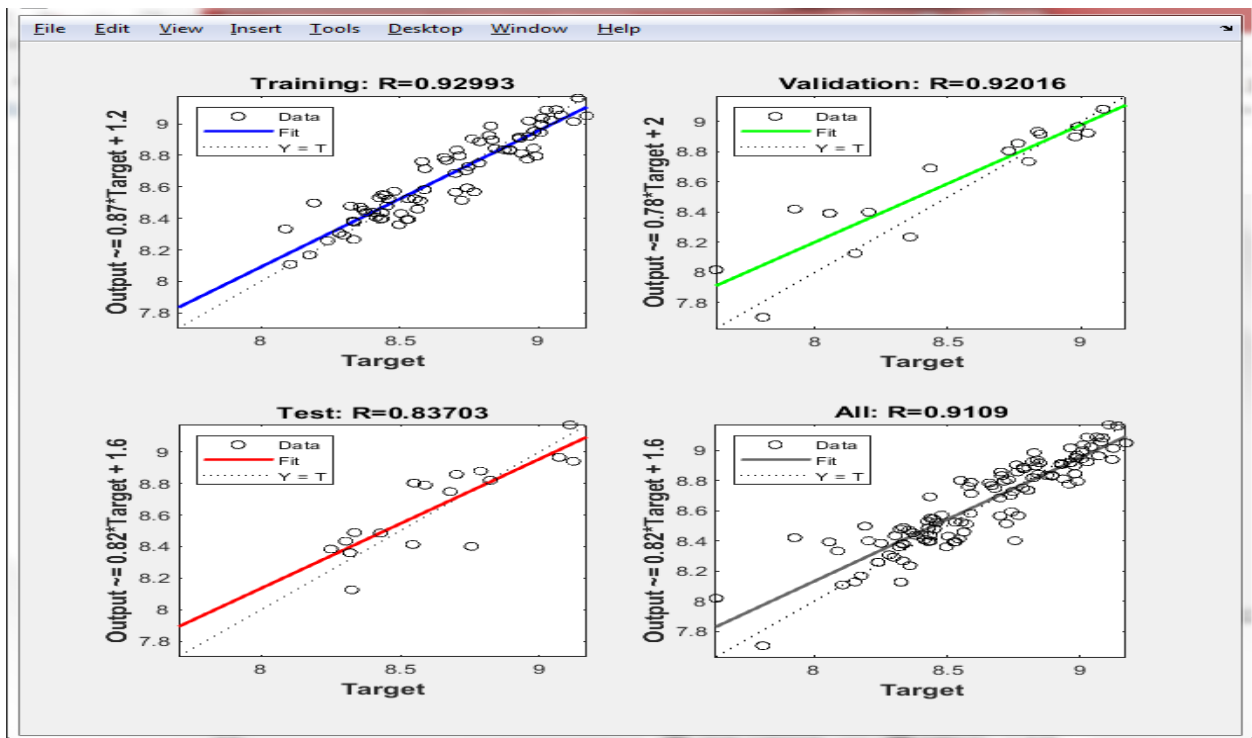 File Edit View Insert Tools Desktop Window Help
Training: R=0.92993
Output ~= 0.87*Target + 1.2
9
8.8
8.6
8.4
8.2
8
7.8
Data
Fit
Y = T
8 8.5 9
Target
Validation: R=0.92016
Output ~= 0.78*Target + 2
9
8.8
8.6
8.4
8.2
8
7.8
Data
Fit
Y = T
8 8.5 9
Target
Test: R=0.83703
Output ~= 0.82*Target + 1.6
9
8.8
8.6
8.4
8.2
8
7.8
Data
Fit
Y = T
8 8.5 9
Target
All: R=0.9109
Output ~= 0.82*Target + 1.6
9
8.8
8.6
8.4
8.2
8
7.8
Data
Fit
Y = T
8 8.5 9
Target